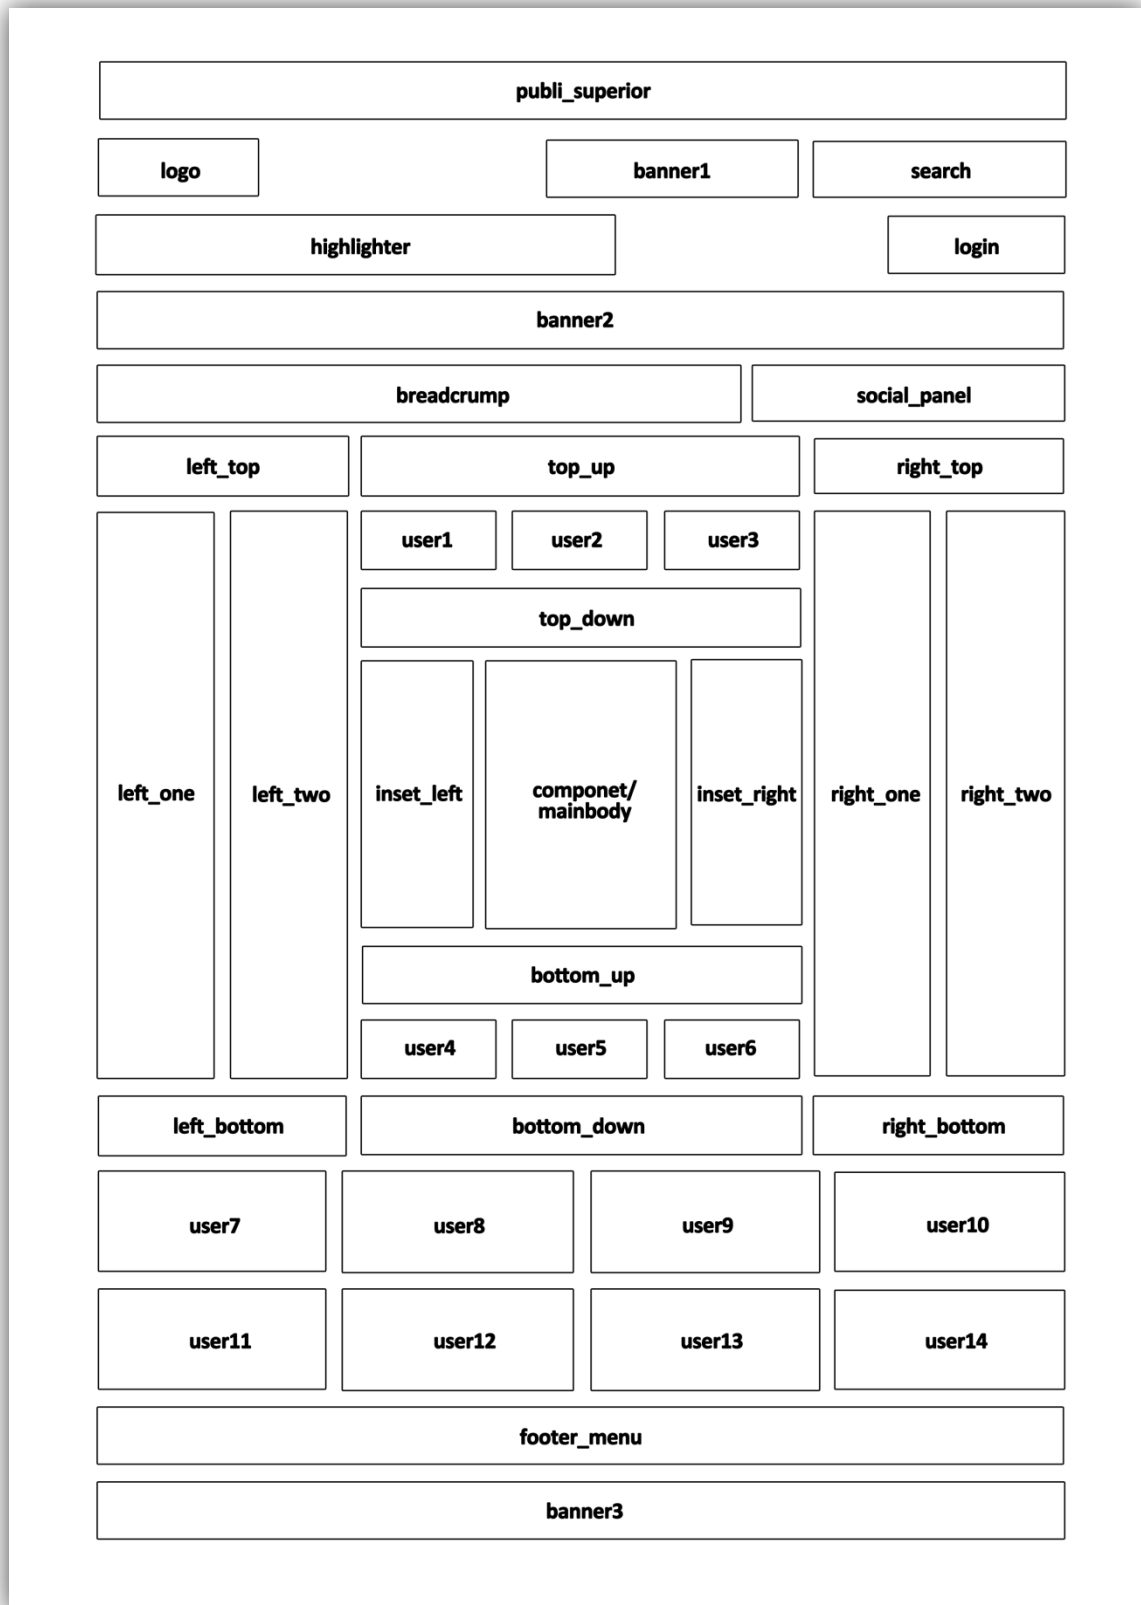 publi_superior
logo
banner1
search
highlighter
login
banner2
breadcrump
social_panel
left_top
top_up
right_top
user1
user2
user3
top_down
left_one
left_two
inset_left
componet/
mainbody
inset_right
right_one
right_two
bottom_up
user4
user5
user6
left_bottom
bottom_down
right_bottom
user7
user8
user9
user10
user11
user12
user13
user14
footer_menu
banner3